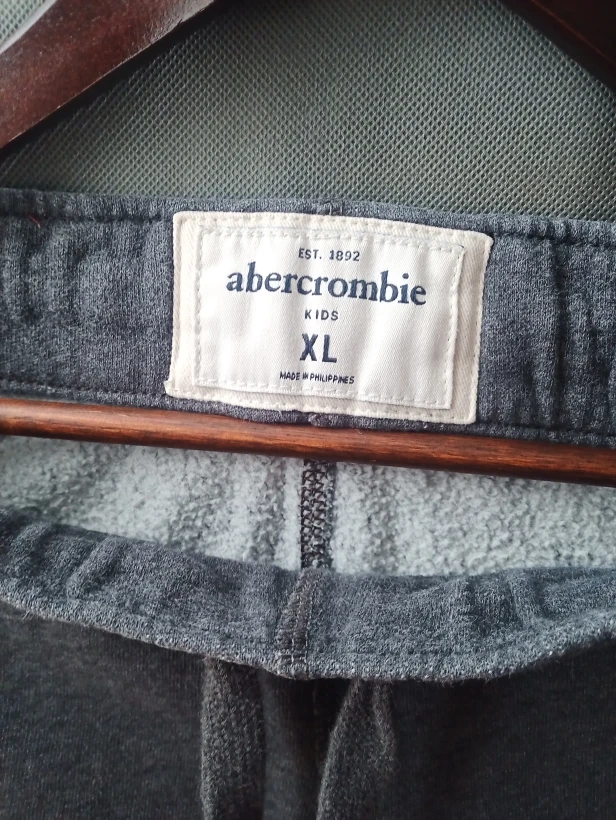 EST. 1892
abercrombie
KIDS
XL
MADE IN PHILIPPINES